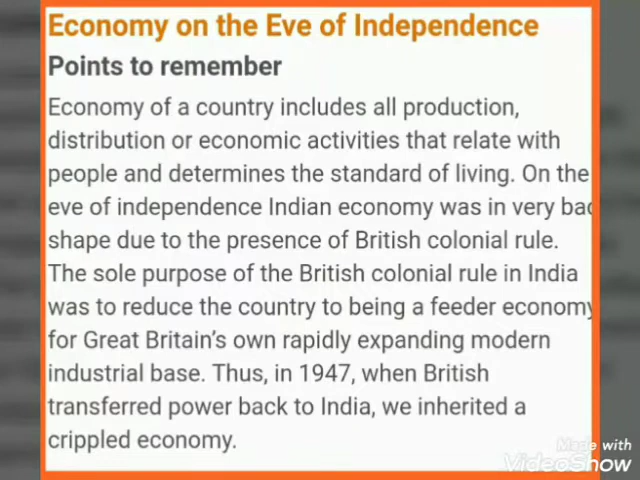 Economy on the Eve of Independence
Points to remember
Economy of a country includes all production,
distribution or economic activities that relate with
people and determines the standard of living. On the
eve of independence Indian economy was in very bad
shape due to the presence of British colonial rule.
The sole purpose of the British colonial rule in India
was to reduce the country to being a feeder economy
for Great Britain's own rapidly expanding modern
industrial base. Thus, in 1947, when British
transferred power back to India, we inherited a
crippled economy.
Made with
VideoShow